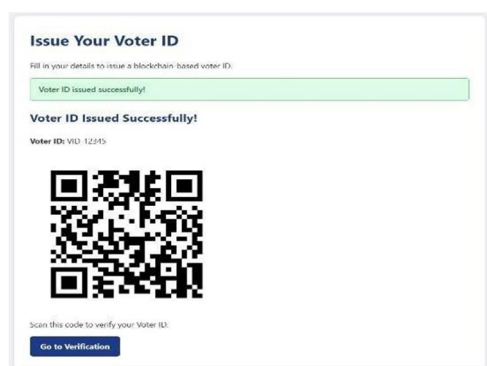 Issue Your Voter ID
Fill in your details to issue a blockchain-based voter ID.
Voter ID issued successfully!
Voter ID Issued Successfully!
Voter ID: VID-12345
Scan this code to verify your Voter ID.
Go to Verification